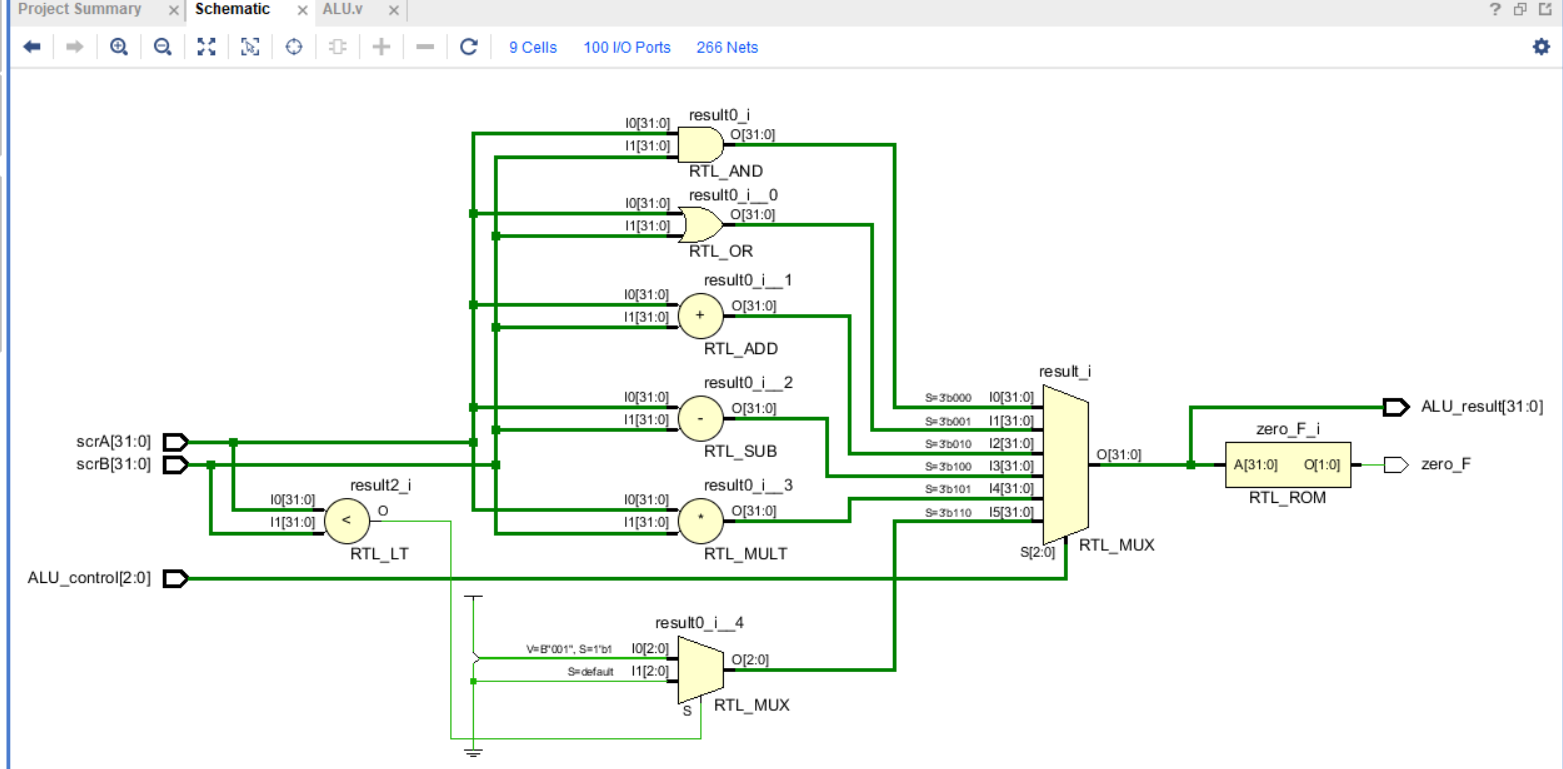 Project Summary × Schematic × ALU.v ×
9 Cells 100 I/O Ports 266 Nets
result0_i
I0[31:0] O[31:0]
I1[31:0]
RTL_AND
result0_i__0
I0[31:0] O[31:0]
I1[31:0]
RTL_OR
result0_i__1
I0[31:0] O[31:0]
I1[31:0]
+
RTL_ADD
result0_i__2
I0[31:0] O[31:0]
I1[31:0]
-
RTL_SUB
result0_i__3
I0[31:0] O[31:0]
I1[31:0]
*
RTL_MULT
scrA[31:0]
scrB[31:0]
result2_i
I0[31:0] O
I1[31:0]
<
RTL_LT
ALU_control[2:0]
result0_i__4
V=B"001", S=1'b1 I0[2:0] O[2:0]
S=default I1[2:0]
S
RTL_MUX
result_i
S=3'b000 I0[31:0]
S=3'b001 I1[31:0]
S=3'b010 I2[31:0]
S=3'b100 I3[31:0]
S=3'b101 I4[31:0]
S=3'b110 I5[31:0]
O[31:0]
S[2:0]
RTL_MUX
ALU_result[31:0]
zero_F_i
A[31:0] O[1:0]
RTL_ROM
zero_F